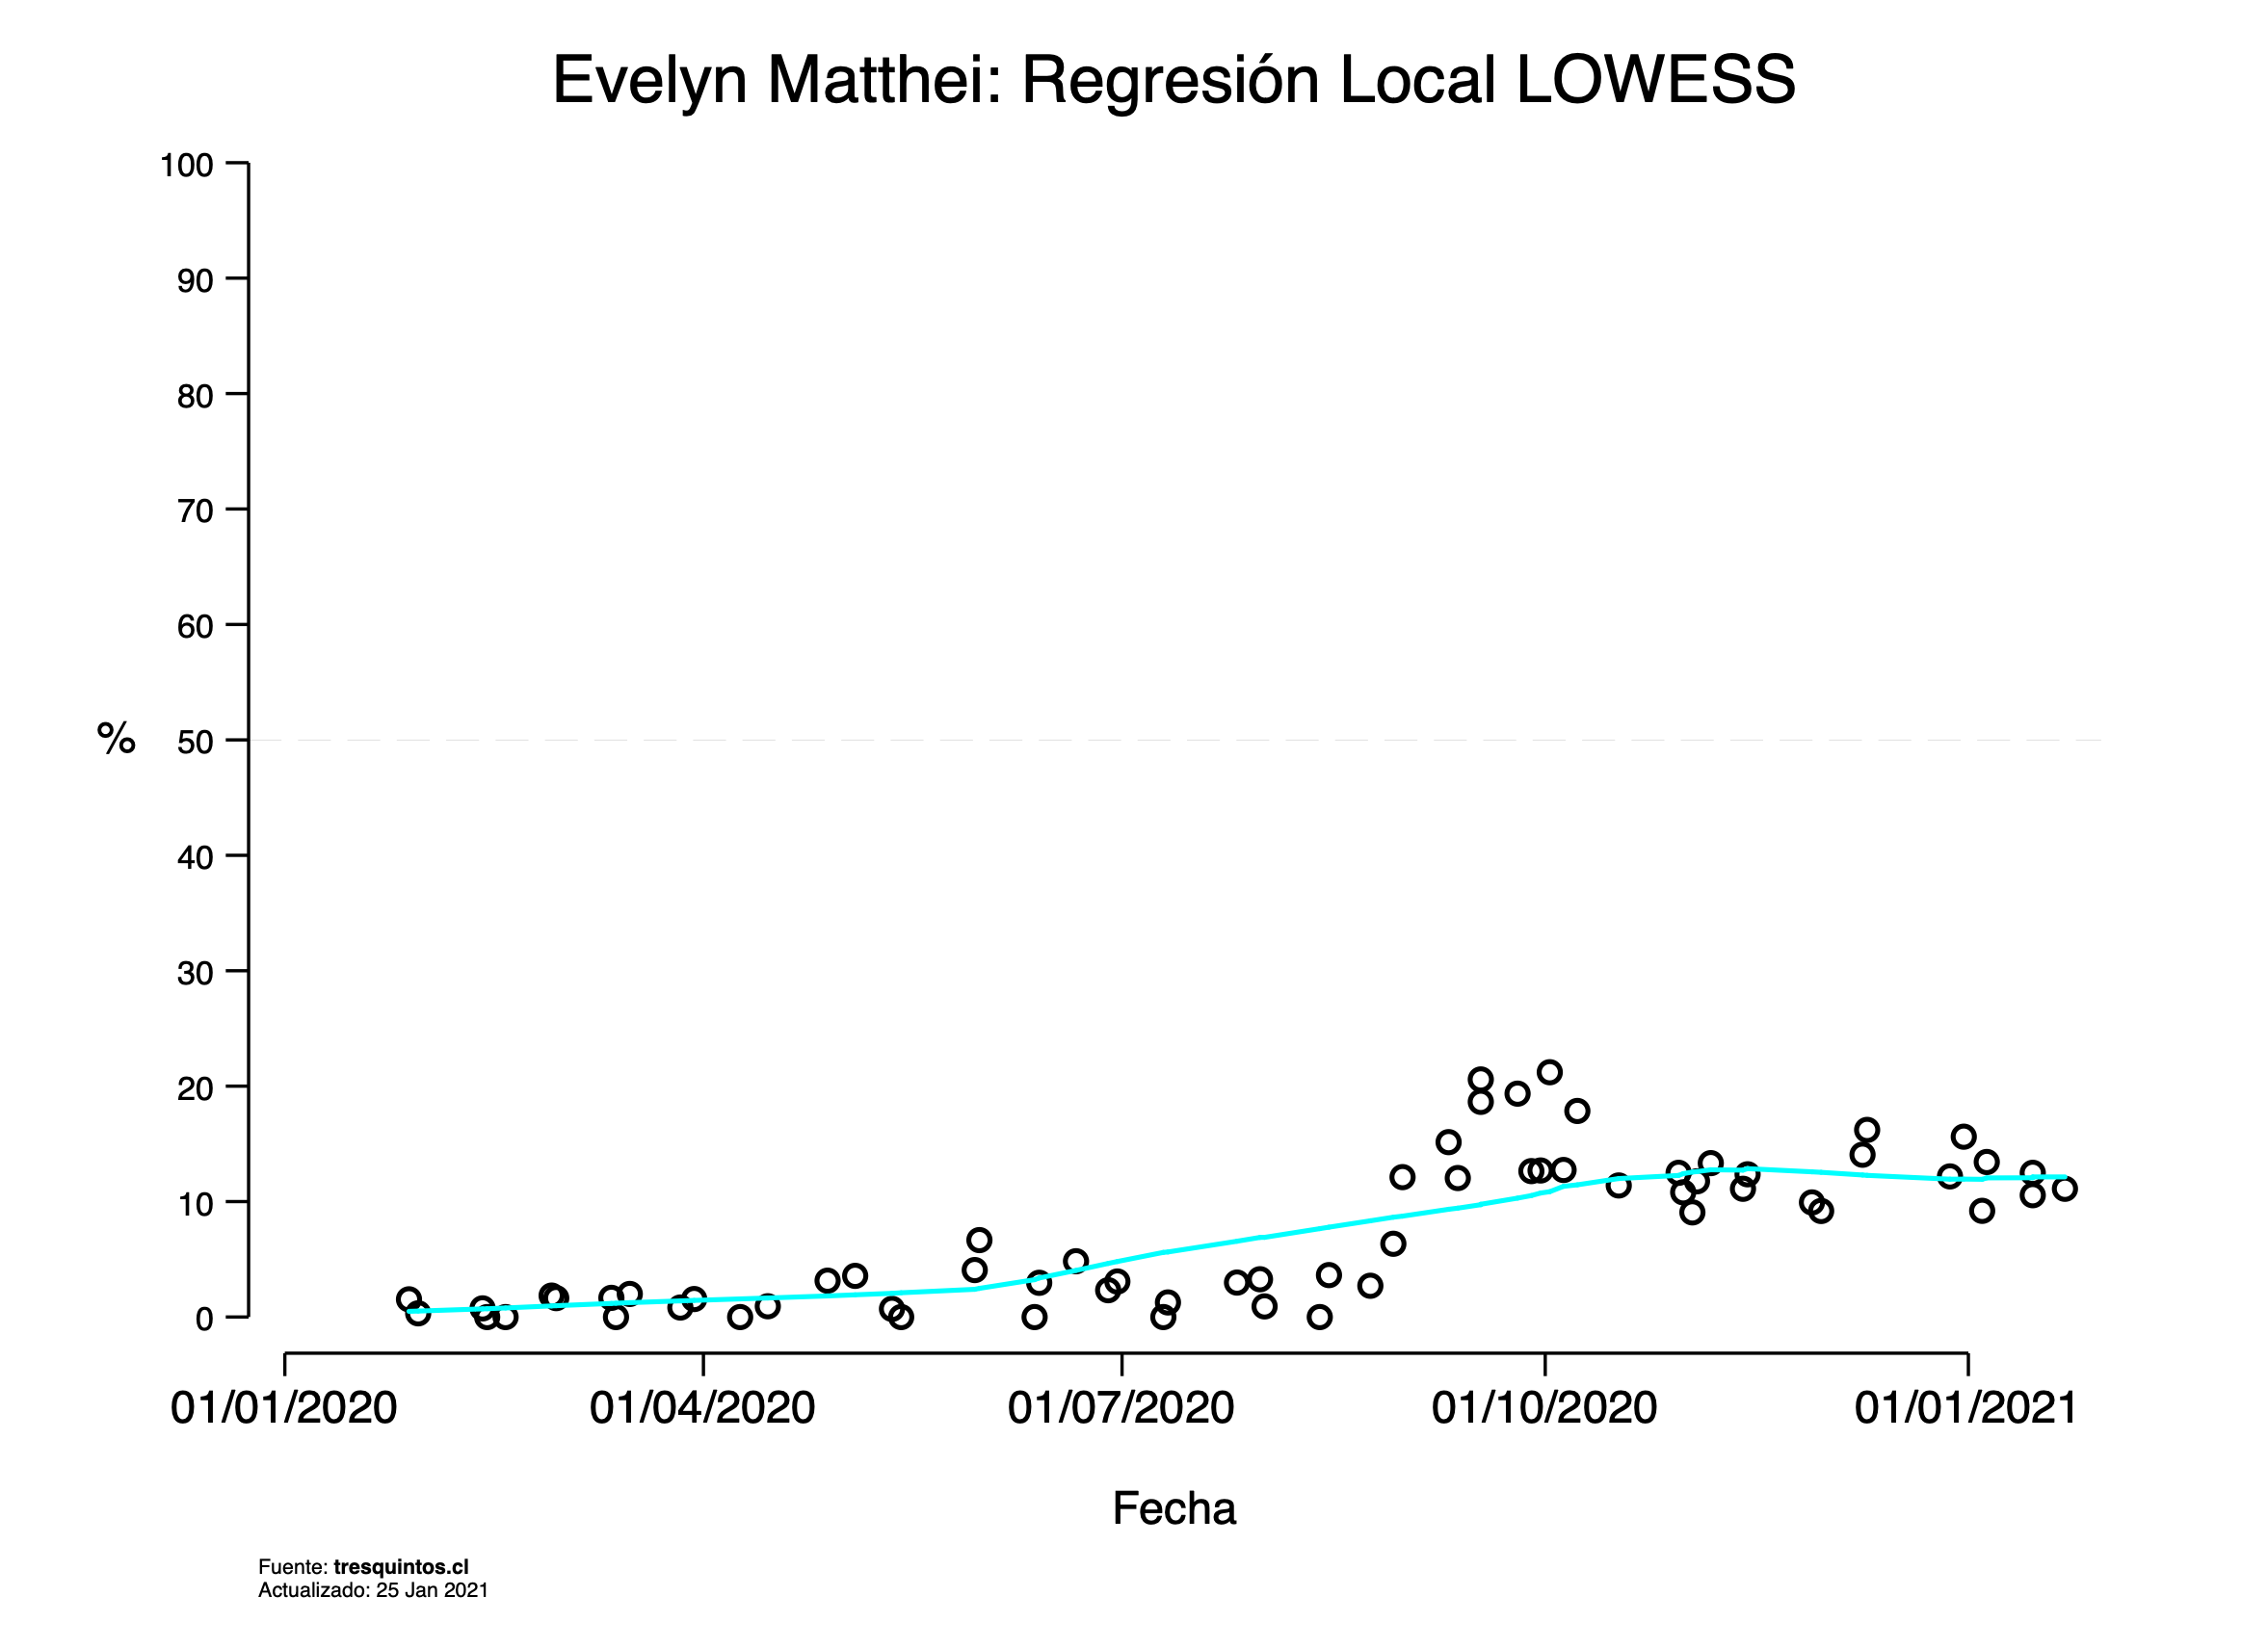 Evelyn Matthei: Regresión Local LOWESS
100
90
80
70
60
% 50
40
30
20
10
0
01/01/2020 01/04/2020 01/07/2020 01/10/2020 01/01/2021
Fecha
Fuente: tresquintos.cl
Actualizado: 25 Jan 2021